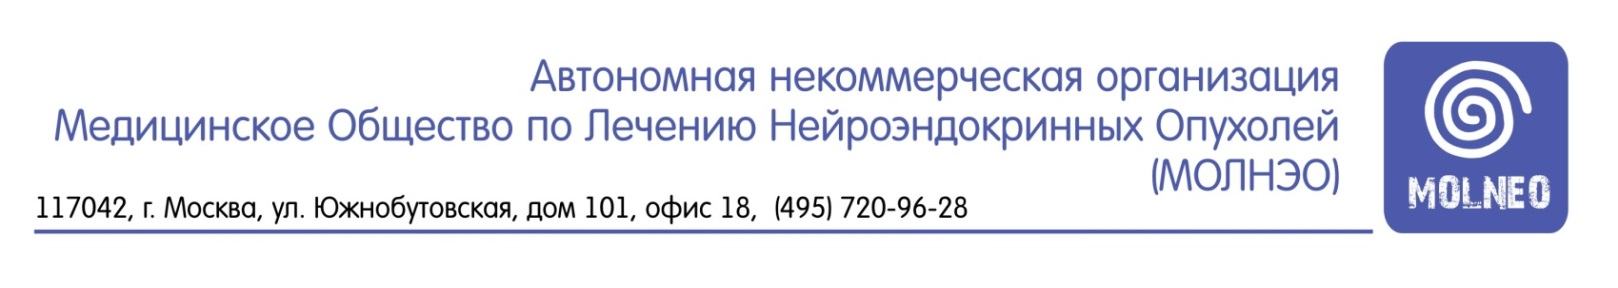 Автономная некоммерческая организация
Медицинское Общество по Лечению Нейроэндокринных Опухолей
(МОЛНЭО)
117042, г. Москва, ул. Южнобутовская, дом 101, офис 18, (495) 720-96-28
MOLNEO